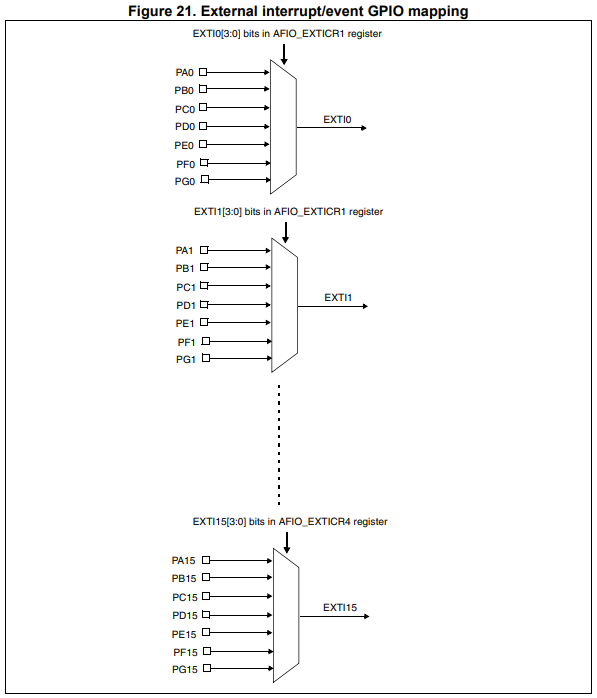 Figure 21. External interrupt/event GPIO mapping
EXTI0[3:0] bits in AFIO_EXTICR1 register
PA0
PB0
PC0
PD0
PE0
PF0
PG0
EXTI0
EXTI1[3:0] bits in AFIO_EXTICR1 register
PA1
PB1
PC1
PD1
PE1
PF1
PG1
EXTI1
EXTI15[3:0] bits in AFIO_EXTICR4 register
PA15
PB15
PC15
PD15
PE15
PF15
PG15
EXTI15